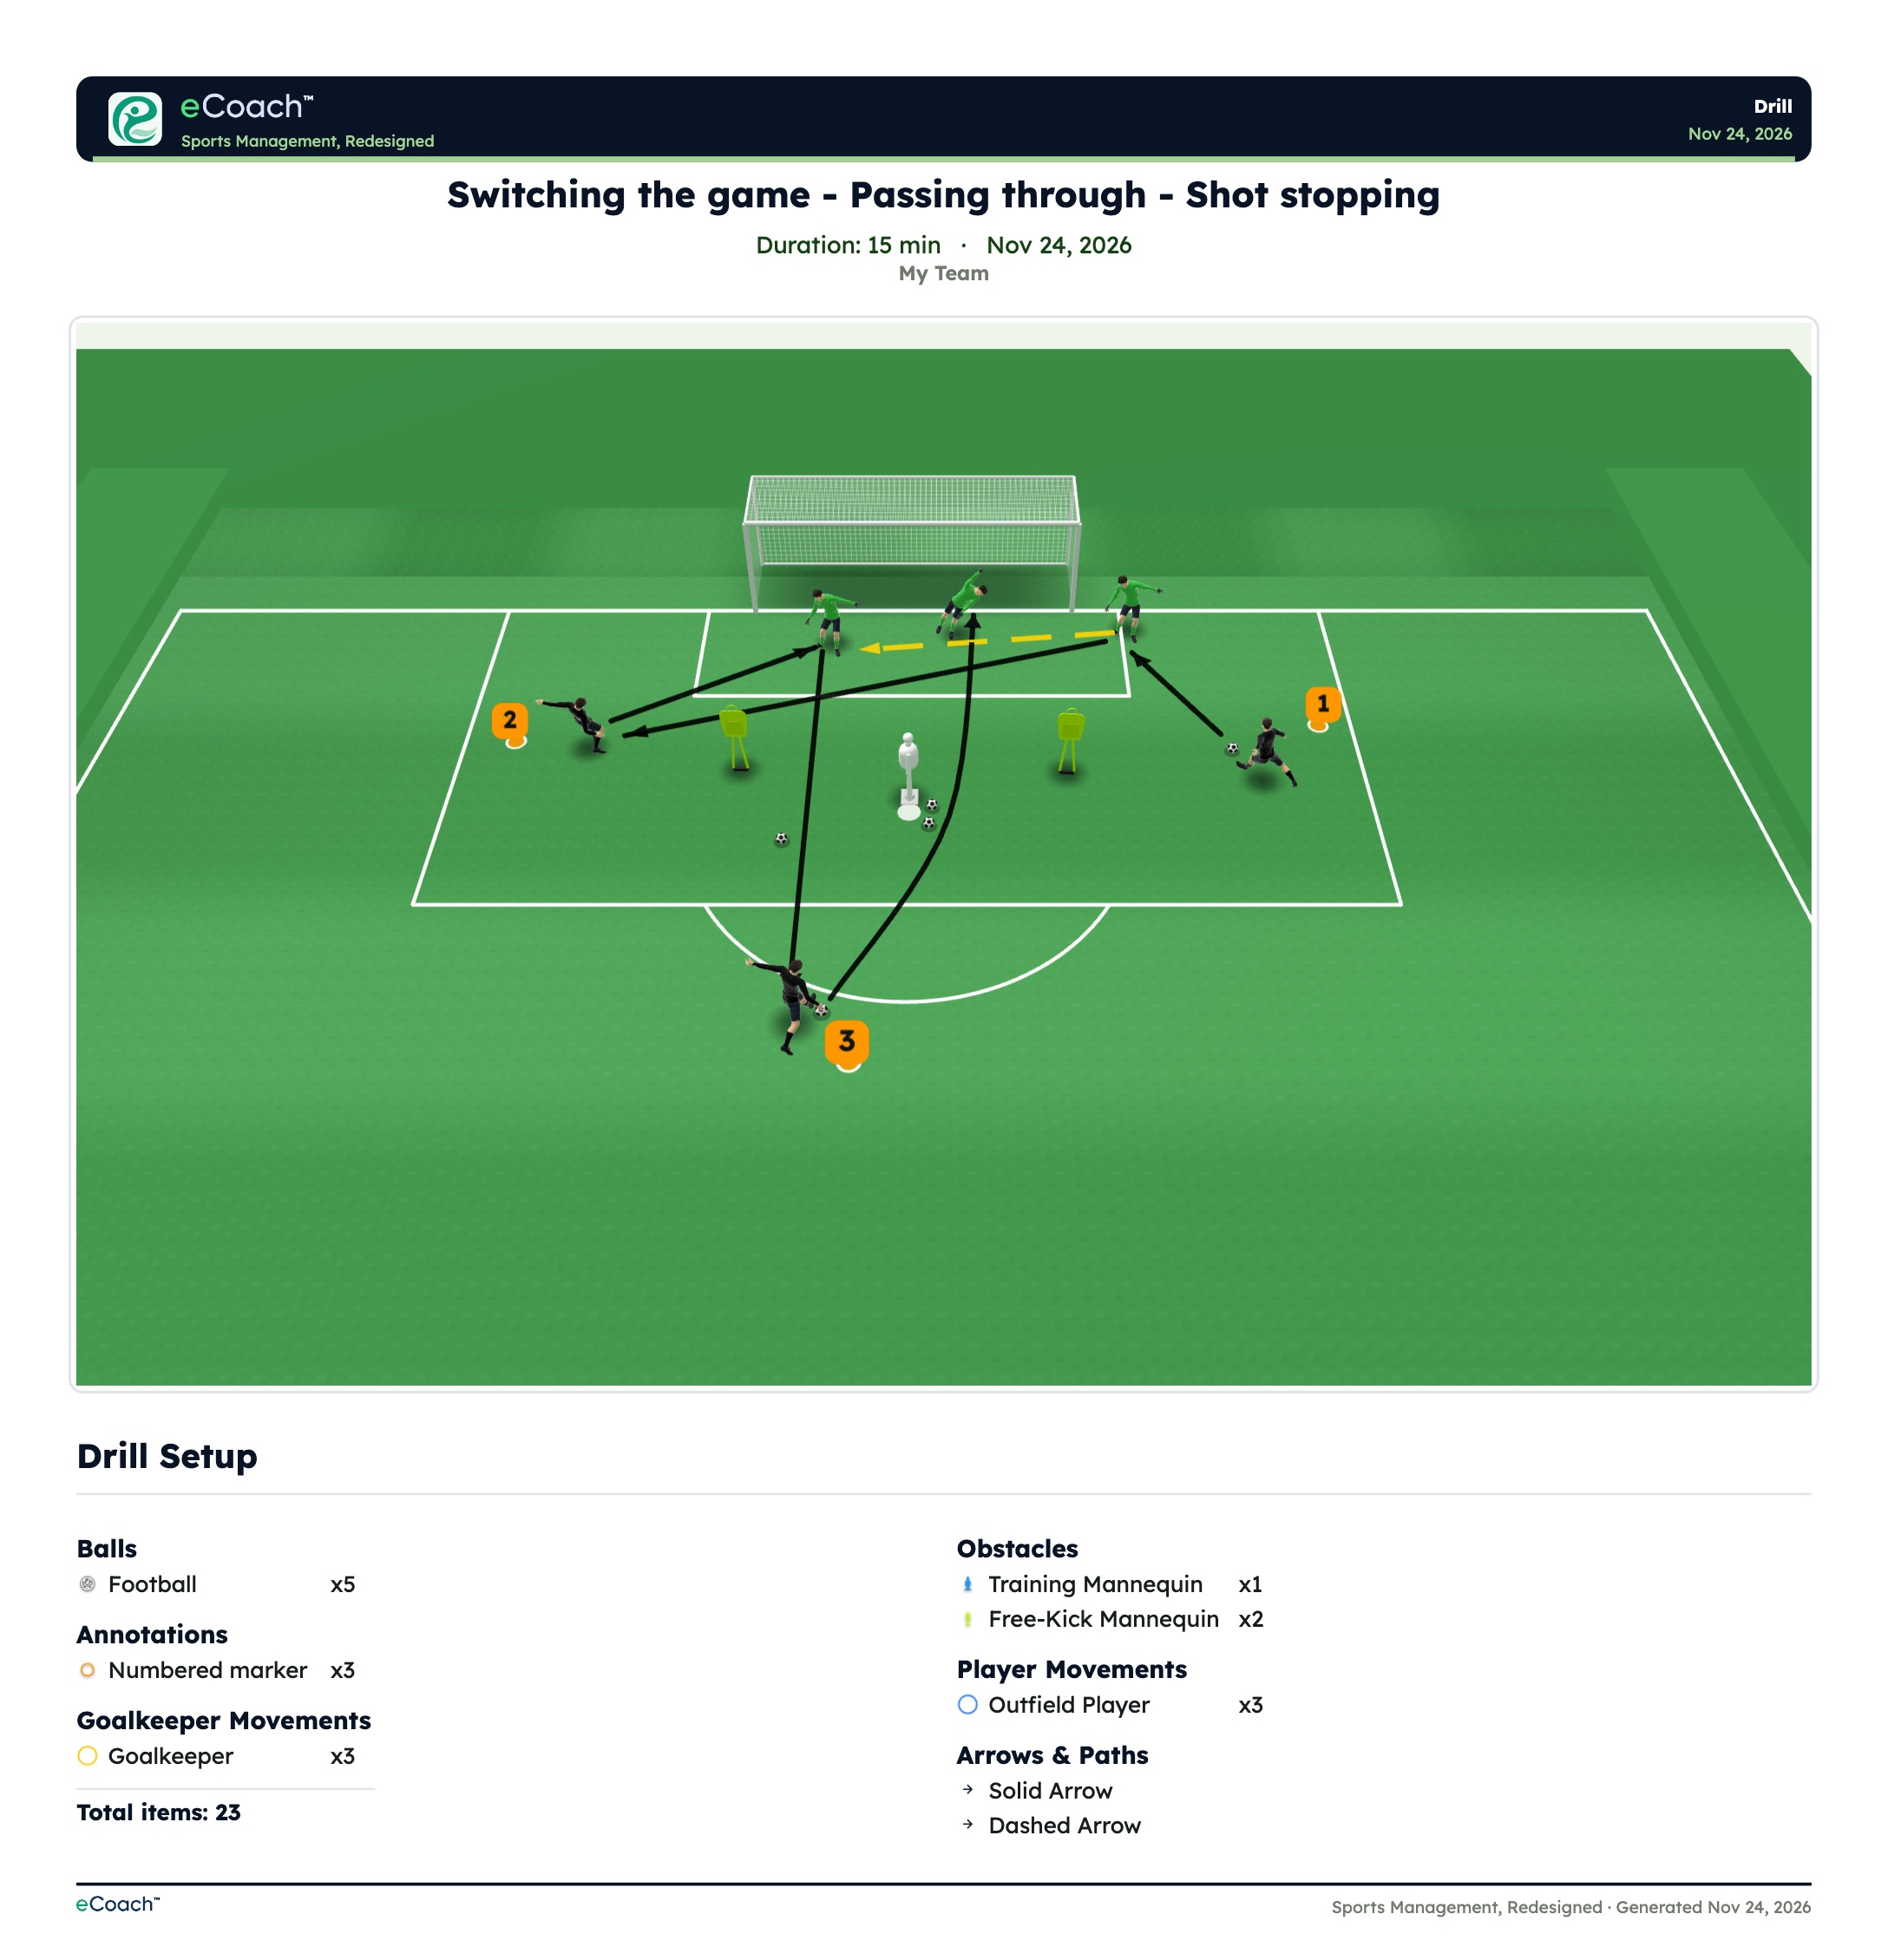 eCoach™
Sports Management, Redesigned
Drill
Nov 24, 2026
Switching the game - Passing through - Shot stopping
Duration: 15 min · Nov 24, 2026
My Team
2
1
3
Drill Setup
Balls
Football x5
Annotations
Numbered marker x3
Goalkeeper Movements
Goalkeeper x3
Total items: 23
Obstacles
Training Mannequin x1
Free-Kick Mannequin x2
Player Movements
Outfield Player x3
Arrows & Paths
→ Solid Arrow
→ Dashed Arrow
eCoach™
Sports Management, Redesigned · Generated Nov 24, 2026